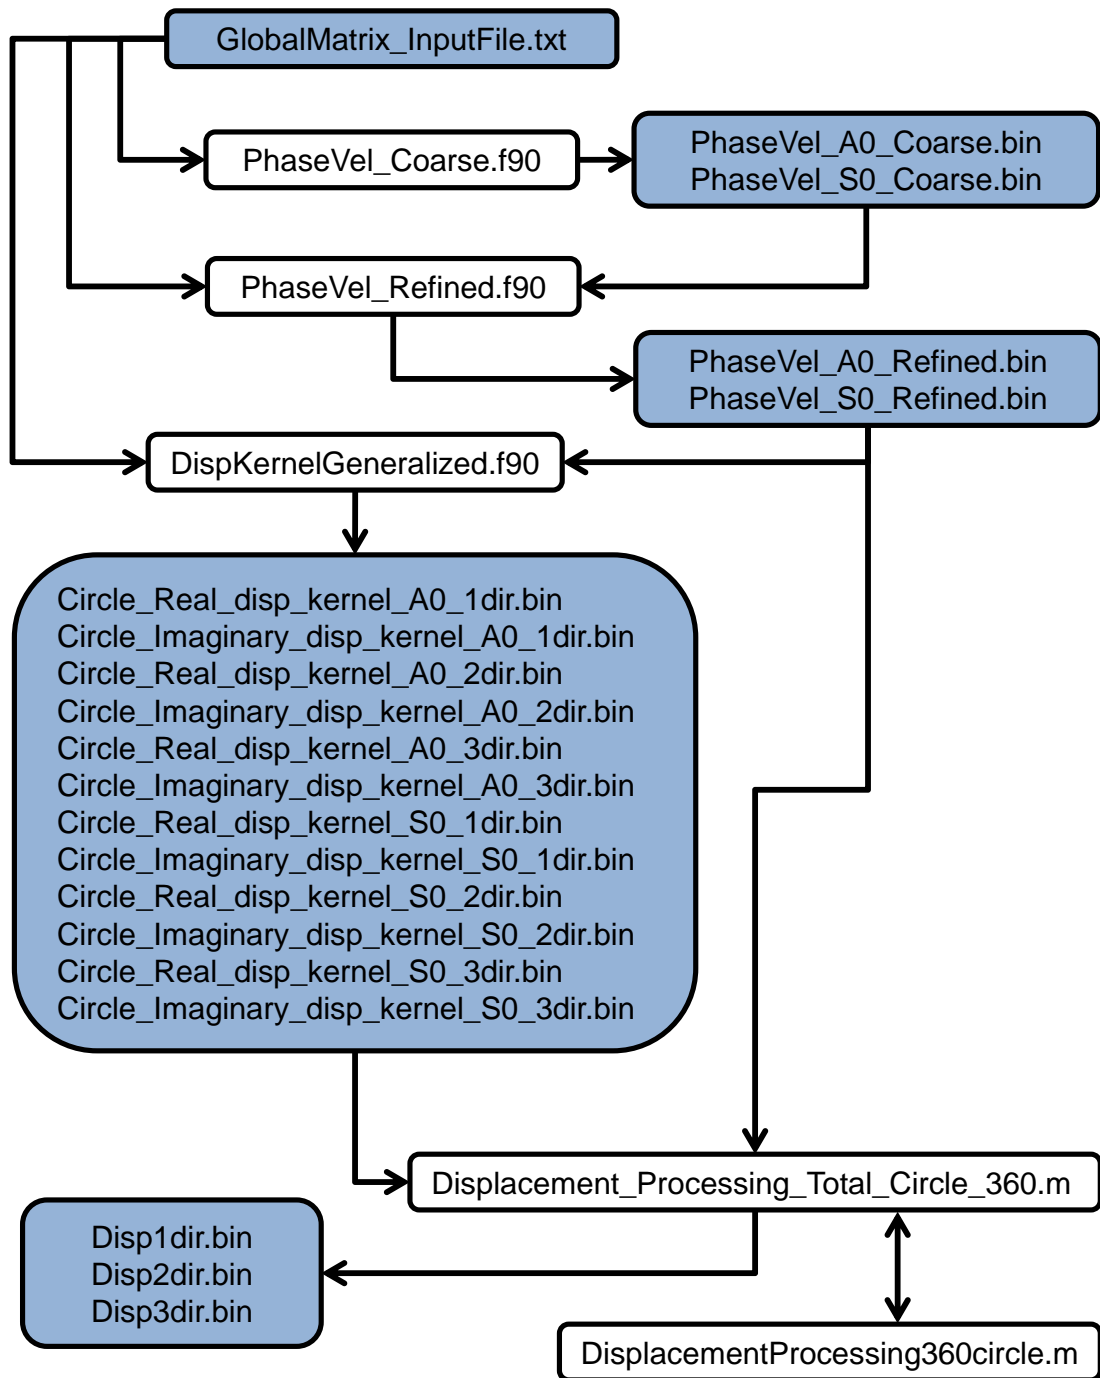 GlobalMatrix_InputFile.txt
PhaseVel_Coarse.f90
PhaseVel_A0_Coarse.bin
PhaseVel_S0_Coarse.bin
PhaseVel_Refined.f90
PhaseVel_A0_Refined.bin
PhaseVel_S0_Refined.bin
DispKernelGeneralized.f90
Circle_Real_disp_kernel_A0_1dir.bin
Circle_Imaginary_disp_kernel_A0_1dir.bin
Circle_Real_disp_kernel_A0_2dir.bin
Circle_Imaginary_disp_kernel_A0_2dir.bin
Circle_Real_disp_kernel_A0_3dir.bin
Circle_Imaginary_disp_kernel_A0_3dir.bin
Circle_Real_disp_kernel_S0_1dir.bin
Circle_Imaginary_disp_kernel_S0_1dir.bin
Circle_Real_disp_kernel_S0_2dir.bin
Circle_Imaginary_disp_kernel_S0_2dir.bin
Circle_Real_disp_kernel_S0_3dir.bin
Circle_Imaginary_disp_kernel_S0_3dir.bin
Displacement_Processing_Total_Circle_360.m
Disp1dir.bin
Disp2dir.bin
Disp3dir.bin
DisplacementProcessing360circle.m